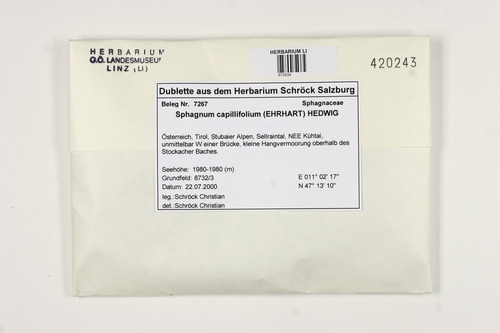 HERBARIUM
O.Ö. LANDESMUSEUM
LINZ (LI)
HERBARIUM LI
420243
Dublette aus dem Herbarium Schröck Salzburg
Beleg Nr. 7267 Sphagnaceae
Sphagnum capillifolium (EHRHART) HEDWIG
Österreich, Tirol, Stubaier Alpen, Sellraintal, NEE Kühtai,
unmittelbar W einer Brücke, kleine Hangvermoorung oberhalb des
Stockacher Baches.
Seehöhe: 1980-1980 (m)
Grundfeld: 8732/3 E 011° 02' 17"
Datum: 22.07.2000 N 47° 13' 10"
leg.:Schröck Christian
det.:Schröck Christian